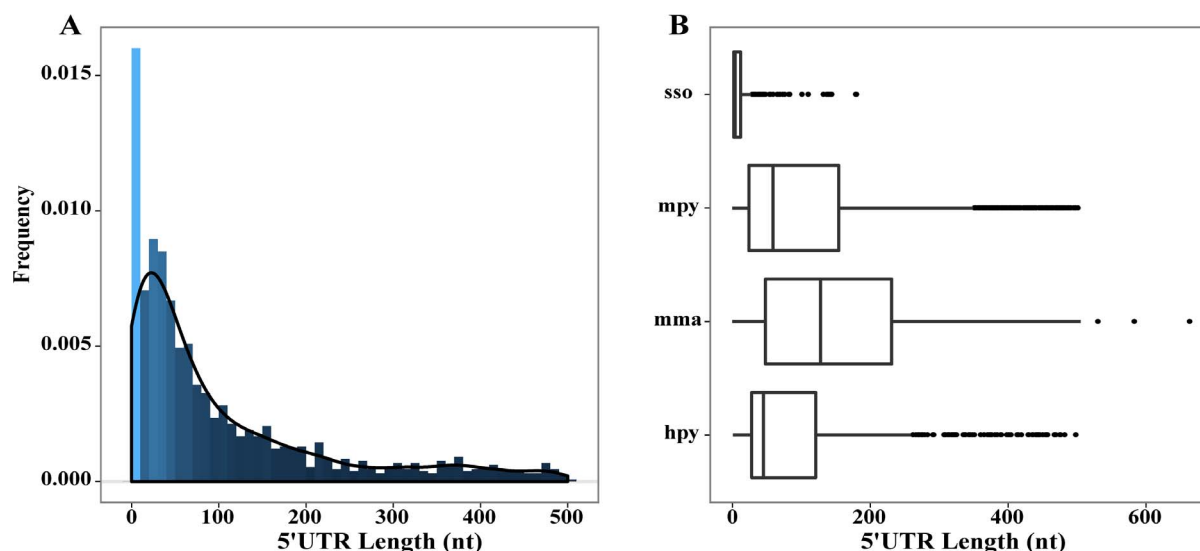 A
0.015
0.010
0.005
0.000
Frequency
0 100 200 300 400 500
5'UTR Length (nt)
B
sso
mpy
mma
hpy
0 200 400 600
5'UTR Length (nt)